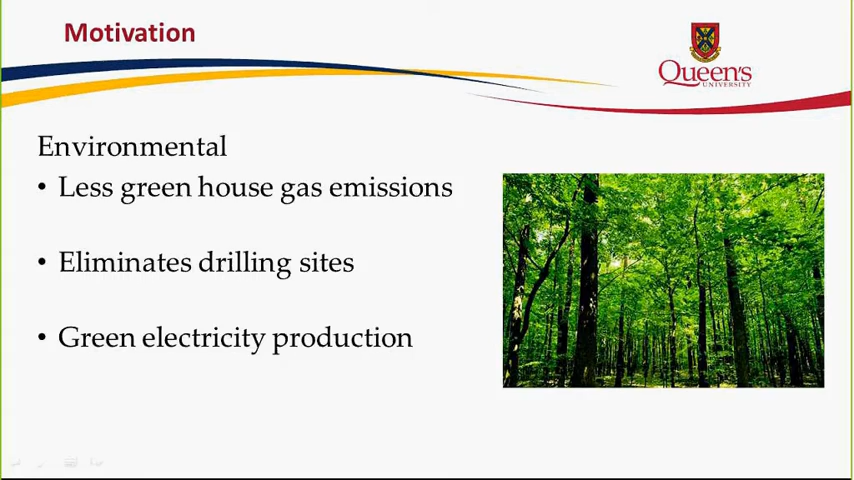 Motivation
Queen's
UNIVERSITY
Environmental
• Less green house gas emissions
• Eliminates drilling sites
• Green electricity production